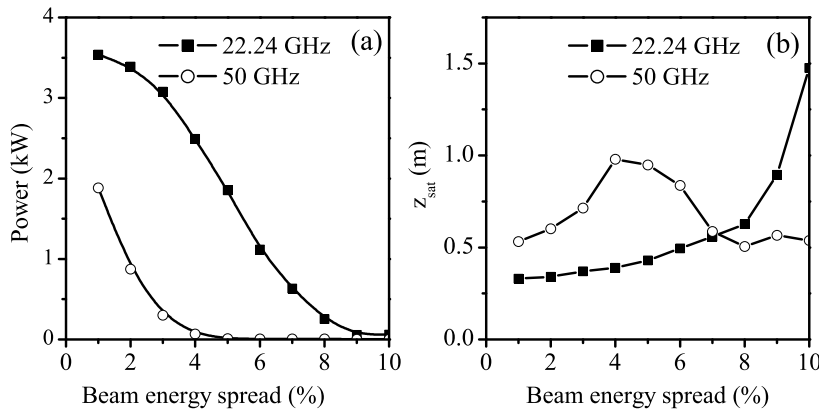 (a)
22.24 GHz
50 GHz
Power (kW)
4
3
2
1
0
0 2 4 6 8 10
Beam energy spread (%)
(b)
22.24 GHz
50 GHz
z_sat (m)
1.5
1.0
0.5
0.0
0 2 4 6 8 10
Beam energy spread (%)